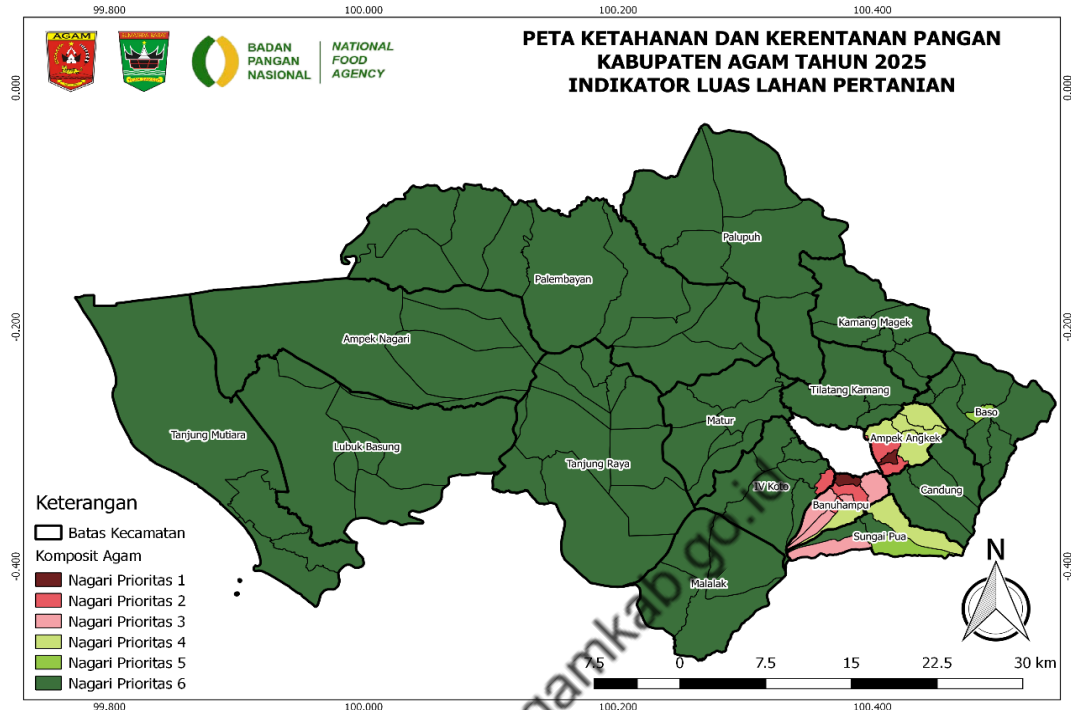 99.800 100.000 100.200 100.400
AGAM
SUMATERA BARAT
BADAN
PANGAN
NASIONAL
NATIONAL
FOOD
AGENCY
PETA KETAHANAN DAN KERENTANAN PANGAN
KABUPATEN AGAM TAHUN 2025
INDIKATOR LUAS LAHAN PERTANIAN
0.000 0.000
Palupuh
Palembayan
-0.200 -0.200
Kamang Magek
Ampek Nagari
Tilatang Kamang
Baso
Matur
Tanjung Mutiara
Ampek Angkek
Lubuk Basung
Tanjung Raya
IV Koto
Candung
Banuhampu
Sungai Pua
Malalak
-0.400 -0.400
Keterangan
Batas Kecamatan
Komposit Agam
Nagari Prioritas 1
Nagari Prioritas 2
Nagari Prioritas 3
Nagari Prioritas 4
Nagari Prioritas 5
Nagari Prioritas 6
N
7.5 0 7.5 15 22.5 30 km
99.800 100.000 100.200 100.400
agamkab.go.id